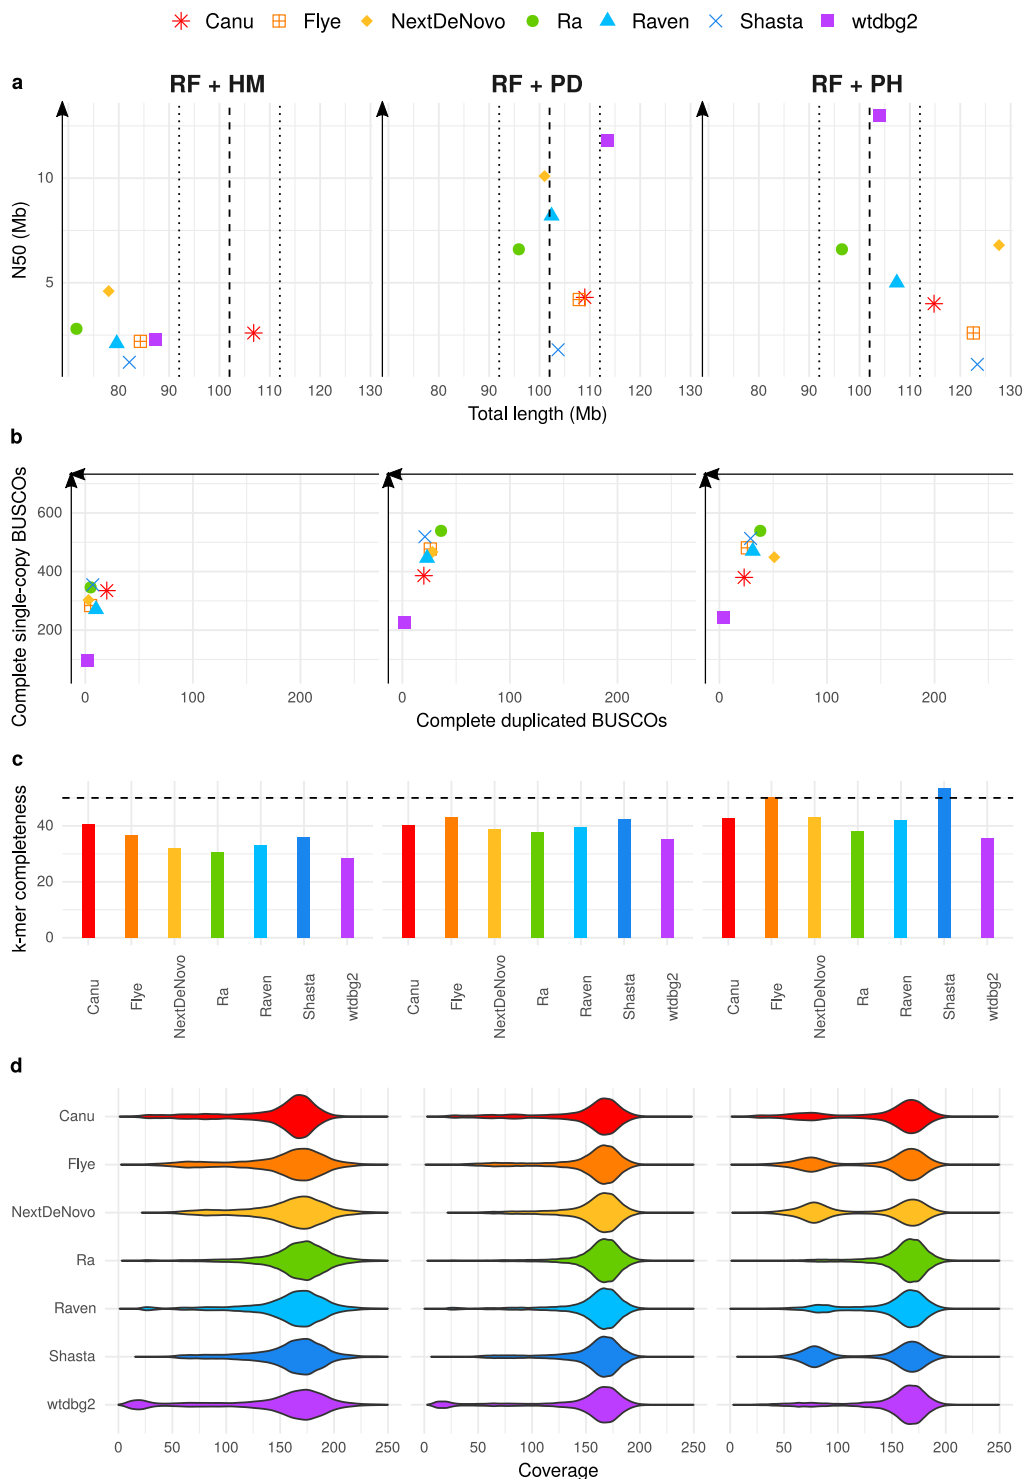 Canu Flye NextDeNovo Ra Raven Shasta wtdbg2
a
RF + HM RF + PD RF + PH
N50 (Mb)
10
5
80 90 100 110 120 130 80 90 100 110 120 130 80 90 100 110 120 130
Total length (Mb)
b
Complete single-copy BUSCOs
600
400
200
0 100 200 0 100 200 0 100 200
Complete duplicated BUSCOs
c
k-mer completeness
40
20
0
Canu Flye NextDeNovo Ra Raven Shasta wtdbg2 Canu Flye NextDeNovo Ra Raven Shasta wtdbg2 Canu Flye NextDeNovo Ra Raven Shasta wtdbg2
d
Canu
Flye
NextDeNovo
Ra
Raven
Shasta
wtdbg2
0 50 100 150 200 250 0 50 100 150 200 250 0 50 100 150 200 250
Coverage